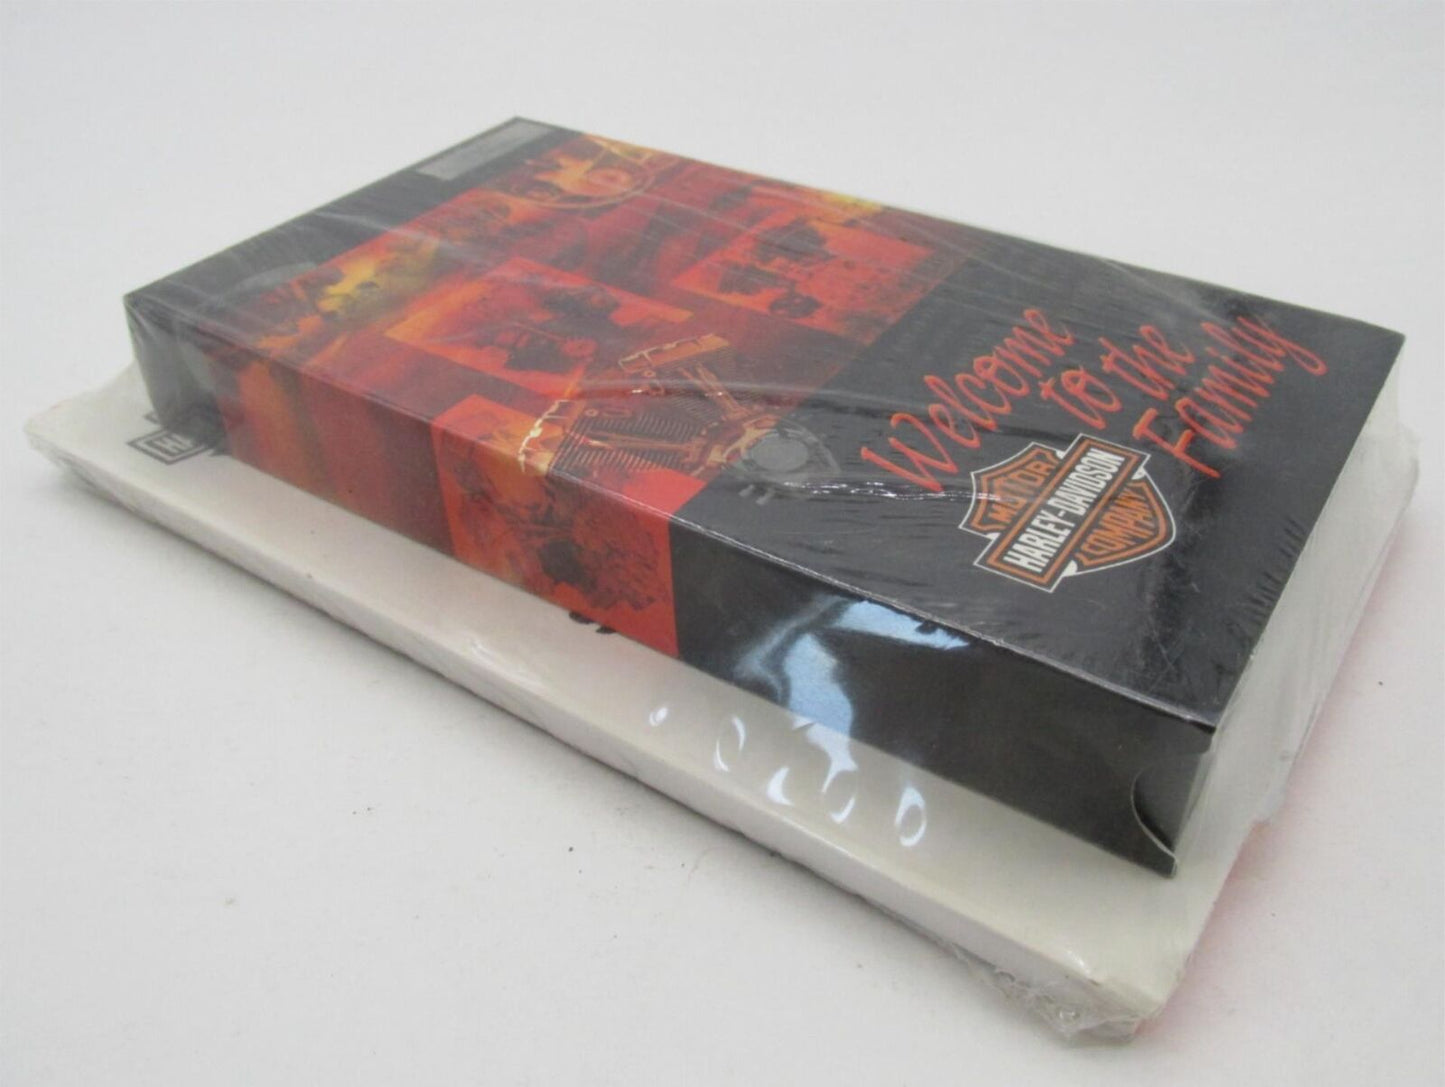 Welcome
to the
Family
MOTOR
HARLEY-DAVIDSON
COMPANY